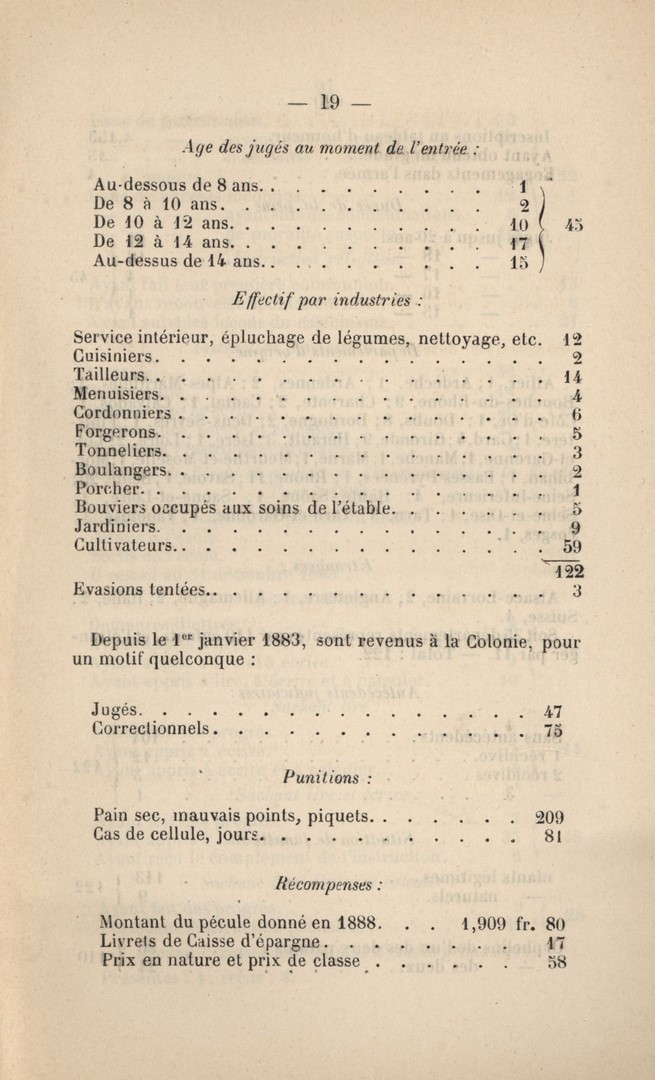 — 19 —
Age des jugés au moment de l'entrée :
Au-dessous de 8 ans. . . . . . . . . . 1
De 8 à 10 ans. . . . . . . . . . . 2
De 10 à 12 ans. . . . . . . . . . . 10 45
De 12 à 14 ans. . . . . . . . . . . 17
Au-dessus de 14 ans. . . . . . . . . . 15
Effectif par industries :
Service intérieur, épluchage de légumes, nettoyage, etc. 12
Cuisiniers. . . . . . . . . . . . . . . . 2
Tailleurs. . . . . . . . . . . . . . . . 14
Menuisiers. . . . . . . . . . . . . . . . 4
Cordonniers . . . . . . . . . . . . . . . 6
Forgerons. . . . . . . . . . . . . . . . 5
Tonneliers. . . . . . . . . . . . . . . . 3
Boulangers. . . . . . . . . . . . . . . . 2
Porcher. . . . . . . . . . . . . . . . . 1
Bouviers occupés aux soins de l'étable. . . . . . . 5
Jardiniers. . . . . . . . . . . . . . . . 9
Cultivateurs. . . . . . . . . . . . . . . 59
122
Evasions tentées. . . . . . . . . . . . . . 3
Depuis le 1er janvier 1883, sont revenus à la Colonie, pour
un motif quelconque :
Jugés. . . . . . . . . . . . . . . 47
Correctionnels. . . . . . . . . . . . 75
Punitions :
Pain sec, mauvais points, piquets. . . . . . . 209
Cas de cellule, jours. . . . . . . . . . . 81
Récompenses :
Montant du pécule donné en 1888. . . 1,909 fr. 80
Livrets de Caisse d'épargne. . . . . . . . 17
Prix en nature et prix de classe . . . . . . 58